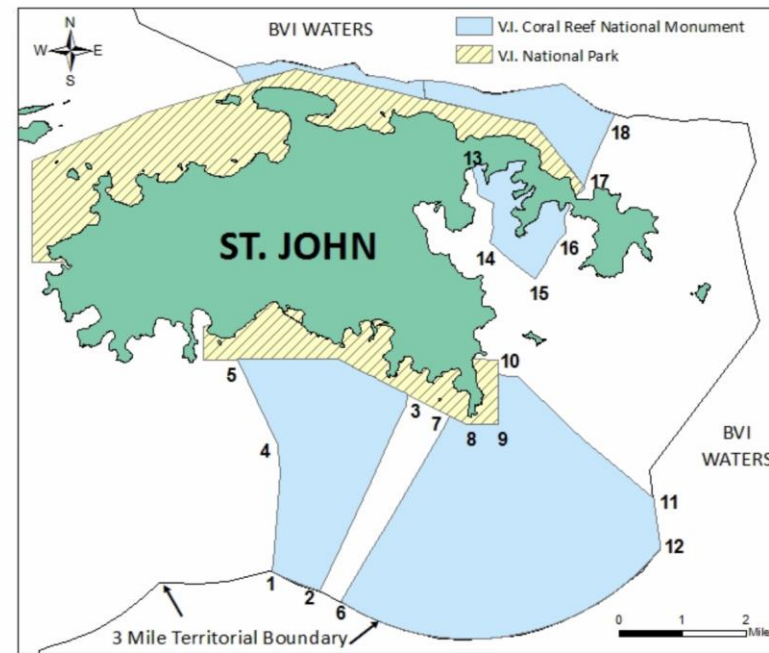 BVI WATERS
V.I. Coral Reef National Monument
V.I. National Park
N
W E
S
18
13
17
ST. JOHN
14
16
15
10
5
3
7
8
9
4
BVI
WATERS
11
12
1
2
6
3 Mile Territorial Boundary
0 1 2
Mile